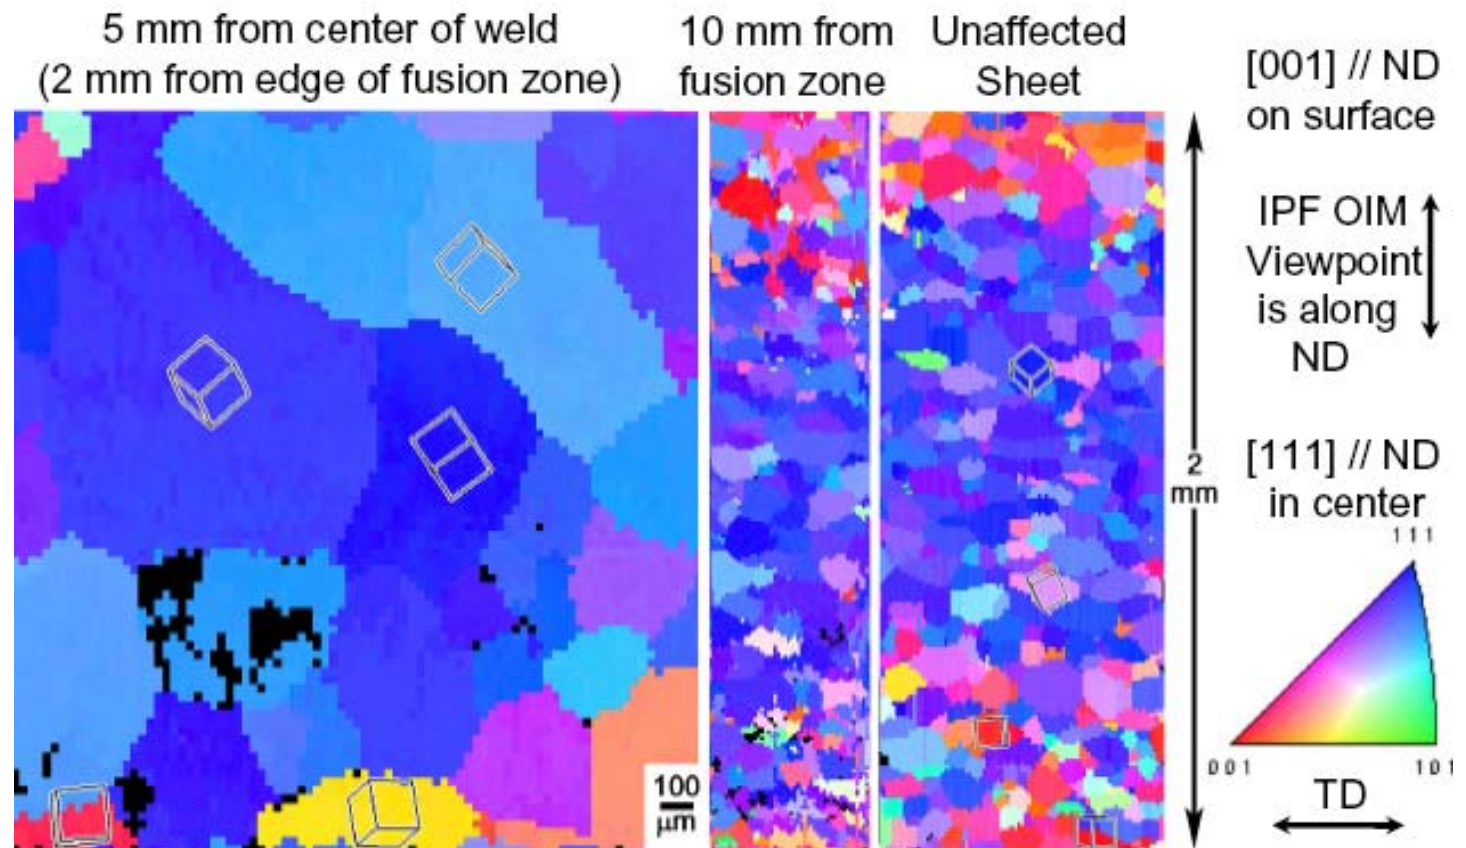 5 mm from center of weld
(2 mm from edge of fusion zone)
10 mm from
fusion zone
Unaffected
Sheet
[001] // ND
on surface
IPF OIM
Viewpoint
is along
ND
2
mm
[111] // ND
in center
111
001
101
TD
100
µm